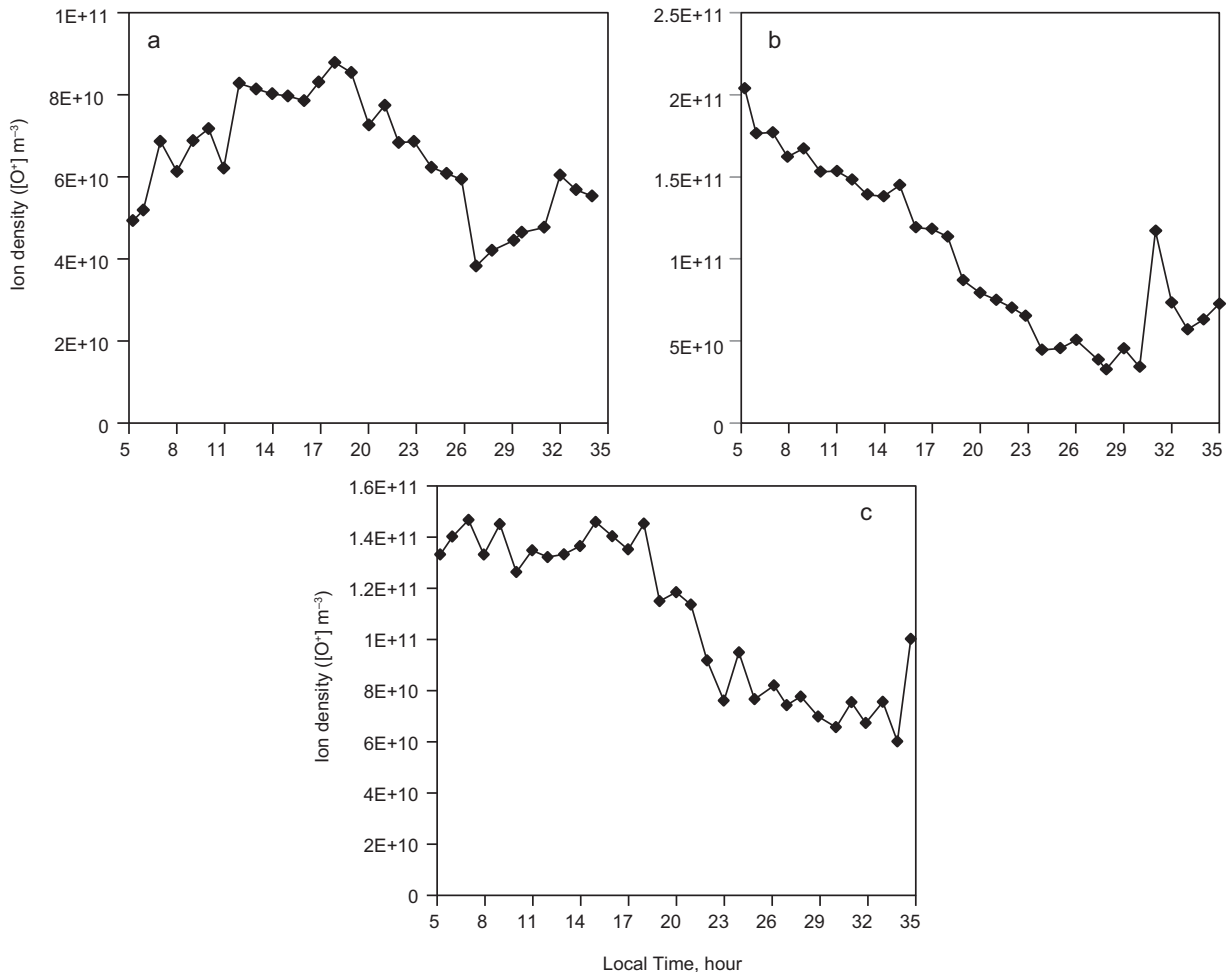 a
Ion density ([O⁺] m⁻³)
1E+11
8E+10
6E+10
4E+10
2E+10
0
5 8 11 14 17 20 23 26 29 32 35
b
2.5E+11
2E+11
1.5E+11
1E+11
5E+10
0
5 8 11 14 17 20 23 26 29 32 35
c
Ion density ([O⁺] m⁻³)
1.6E+11
1.4E+11
1.2E+11
1E+11
8E+10
6E+10
4E+10
2E+10
0
5 8 11 14 17 20 23 26 29 32 35
Local Time, hour